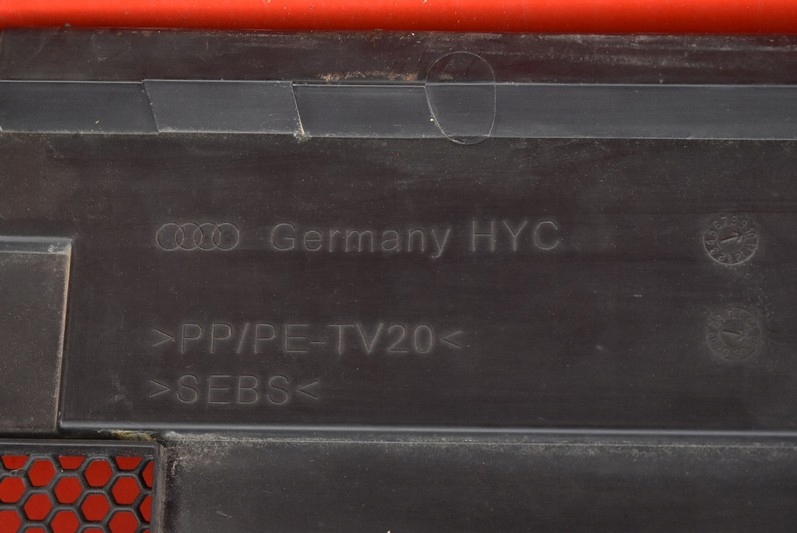 Germany HYC
>PP/PE-TV20<
>SEBS<